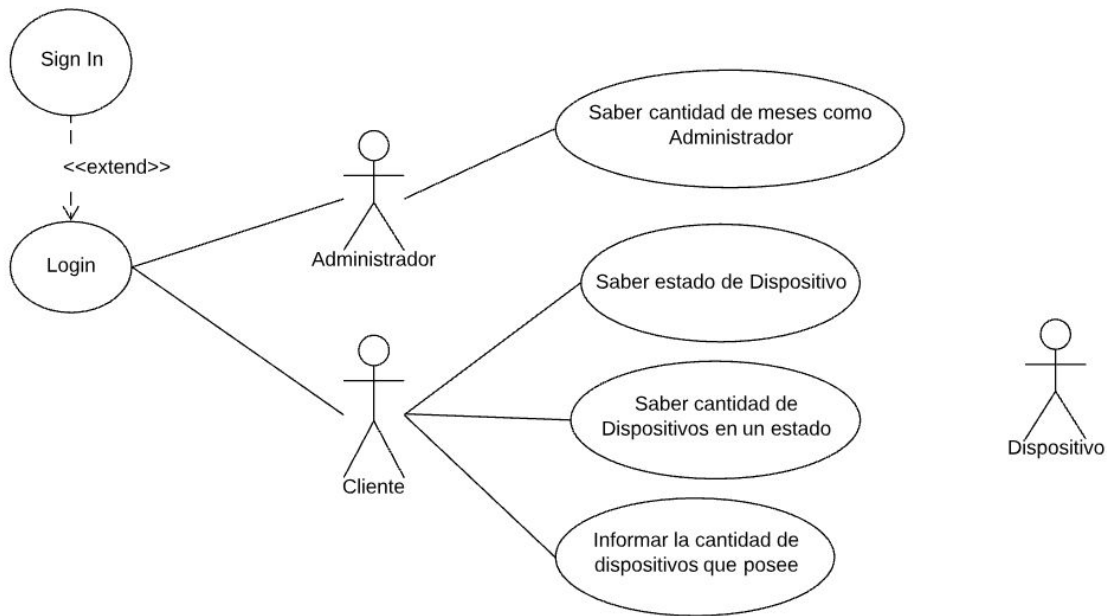 Sign In
<<extend>>
Login
Administrador
Cliente
Saber cantidad de meses como
Administrador
Saber estado de Dispositivo
Saber cantidad de
Dispositivos en un estado
Informar la cantidad de
dispositivos que posee
Dispositivo